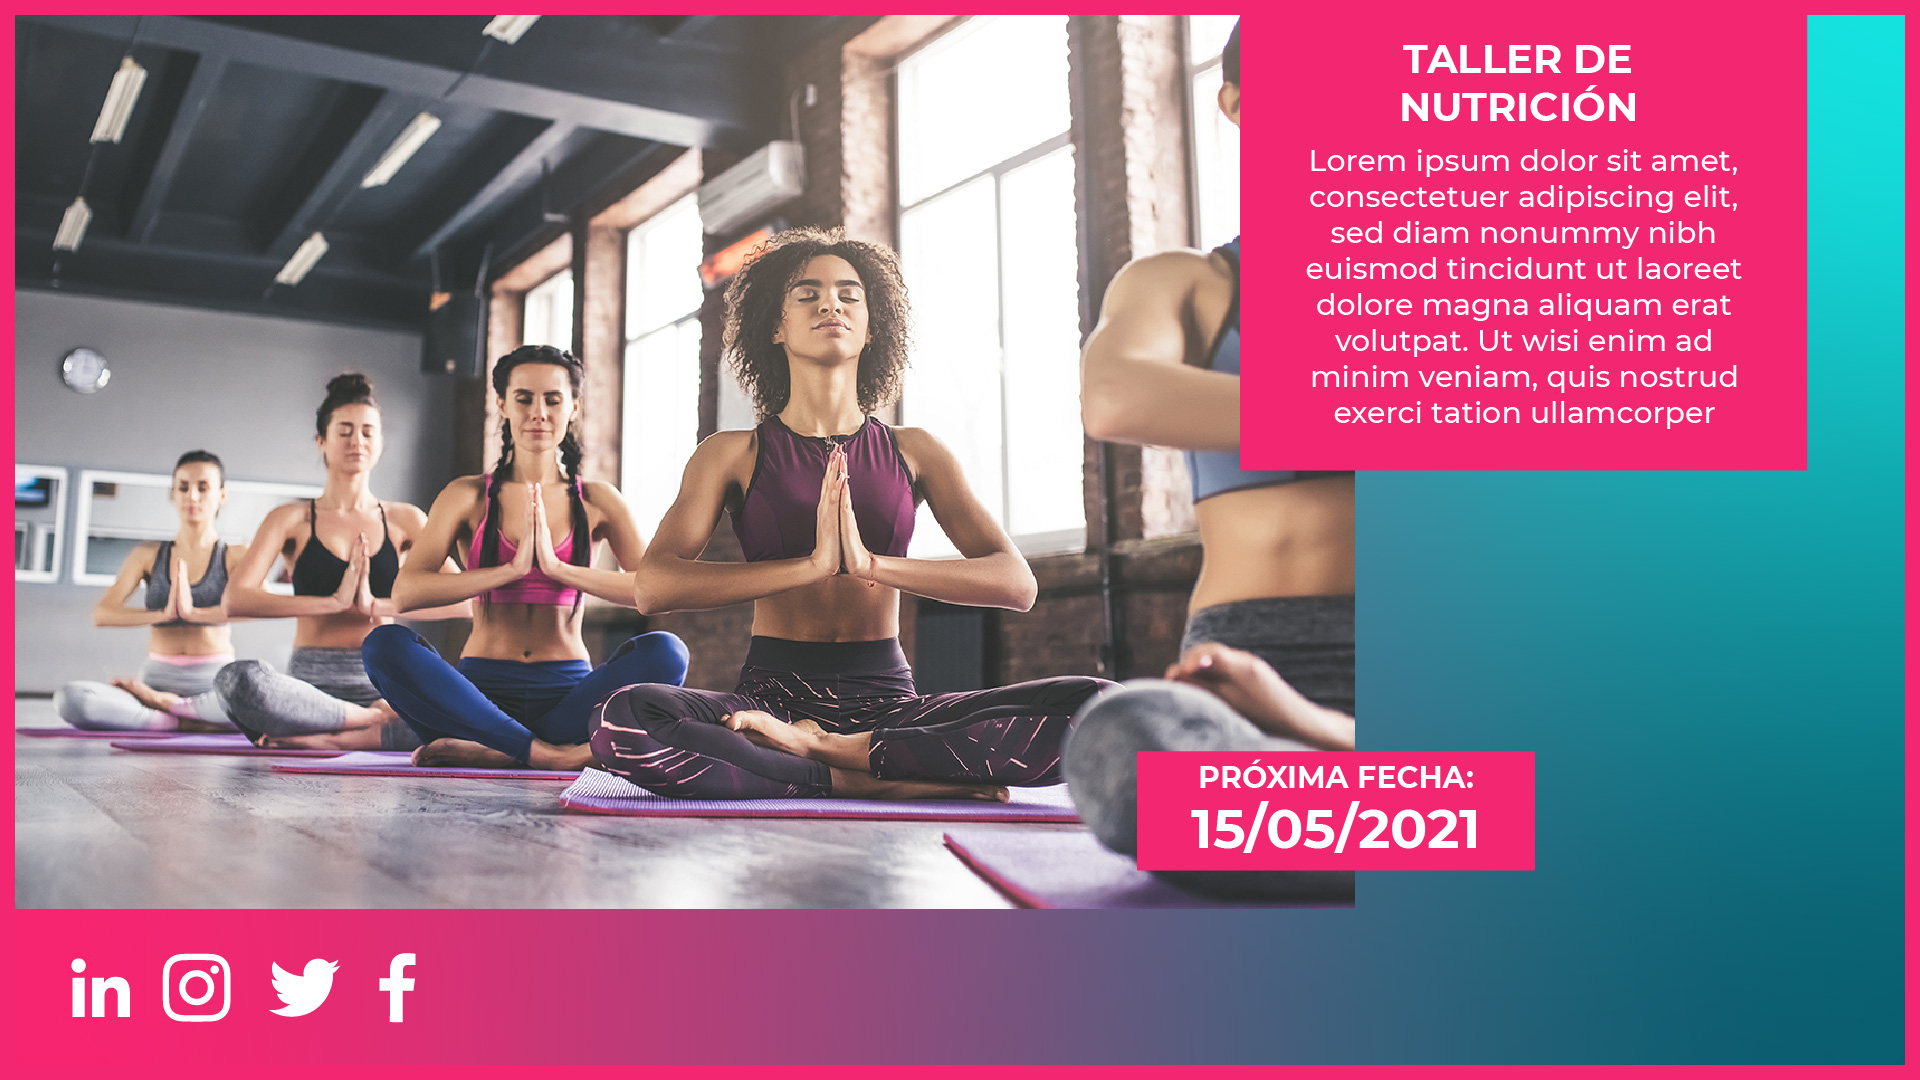 TALLER DE
NUTRICIÓN
Lorem ipsum dolor sit amet,
consectetuer adipiscing elit,
sed diam nonummy nibh
euismod tincidunt ut laoreet
dolore magna aliquam erat
volutpat. Ut wisi enim ad
minim veniam, quis nostrud
exerci tation ullamcorper
PRÓXIMA FECHA:
15/05/2021
in